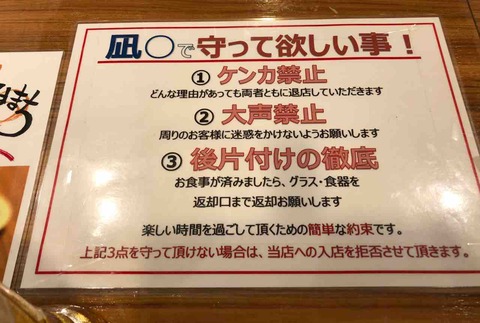 凪〇で守って欲しい事！
① ケンカ禁止
どんな理由があっても両者ともに退店していただきます
② 大声禁止
周りのお客様に迷惑をかけないようお願いします
③ 後片付けの徹底
お食事が済みましたら、グラス・食器を
返却口まで返却お願いします
楽しい時間を過ごして頂くための簡単な約束です。
上記3点を守って頂けない場合は、当店への入店を拒否させて頂きます。